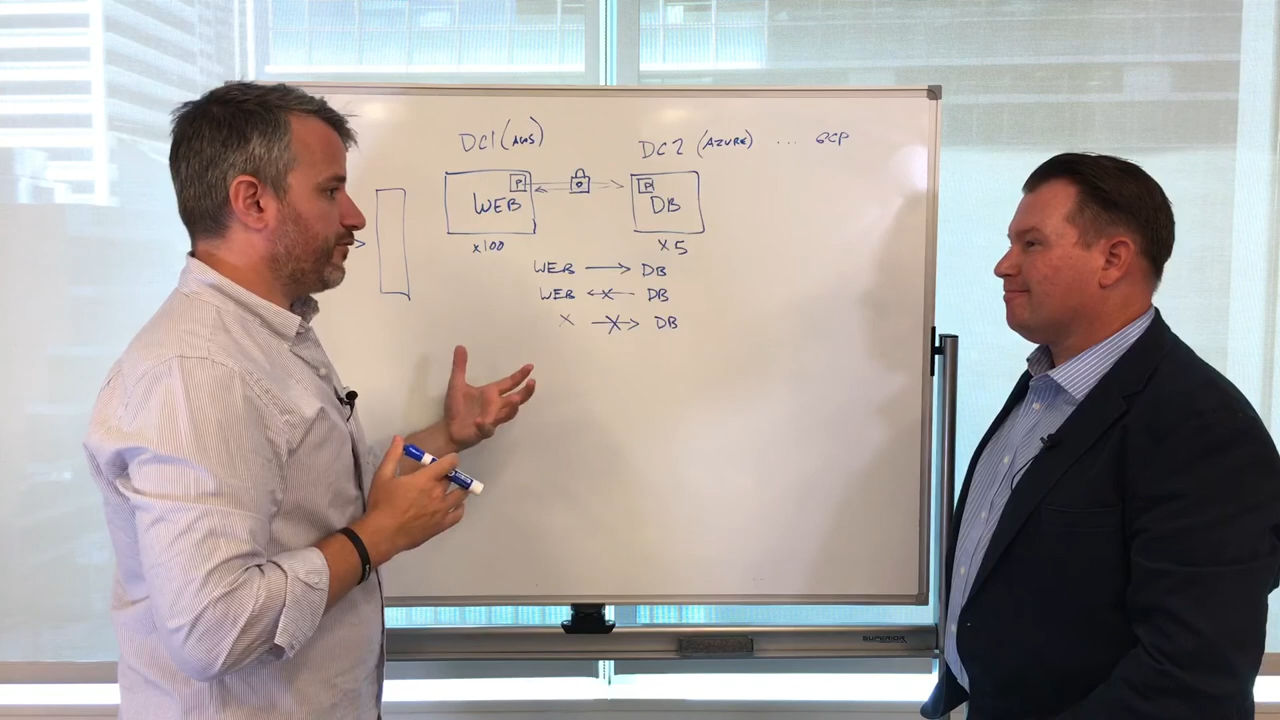 DC1 (AWS) DC2 (AZURE) ... GCP
P P
WEB DB
x100 x5
WEB → DB
WEB ←x— DB
X —x→ DB
SUPERIOR